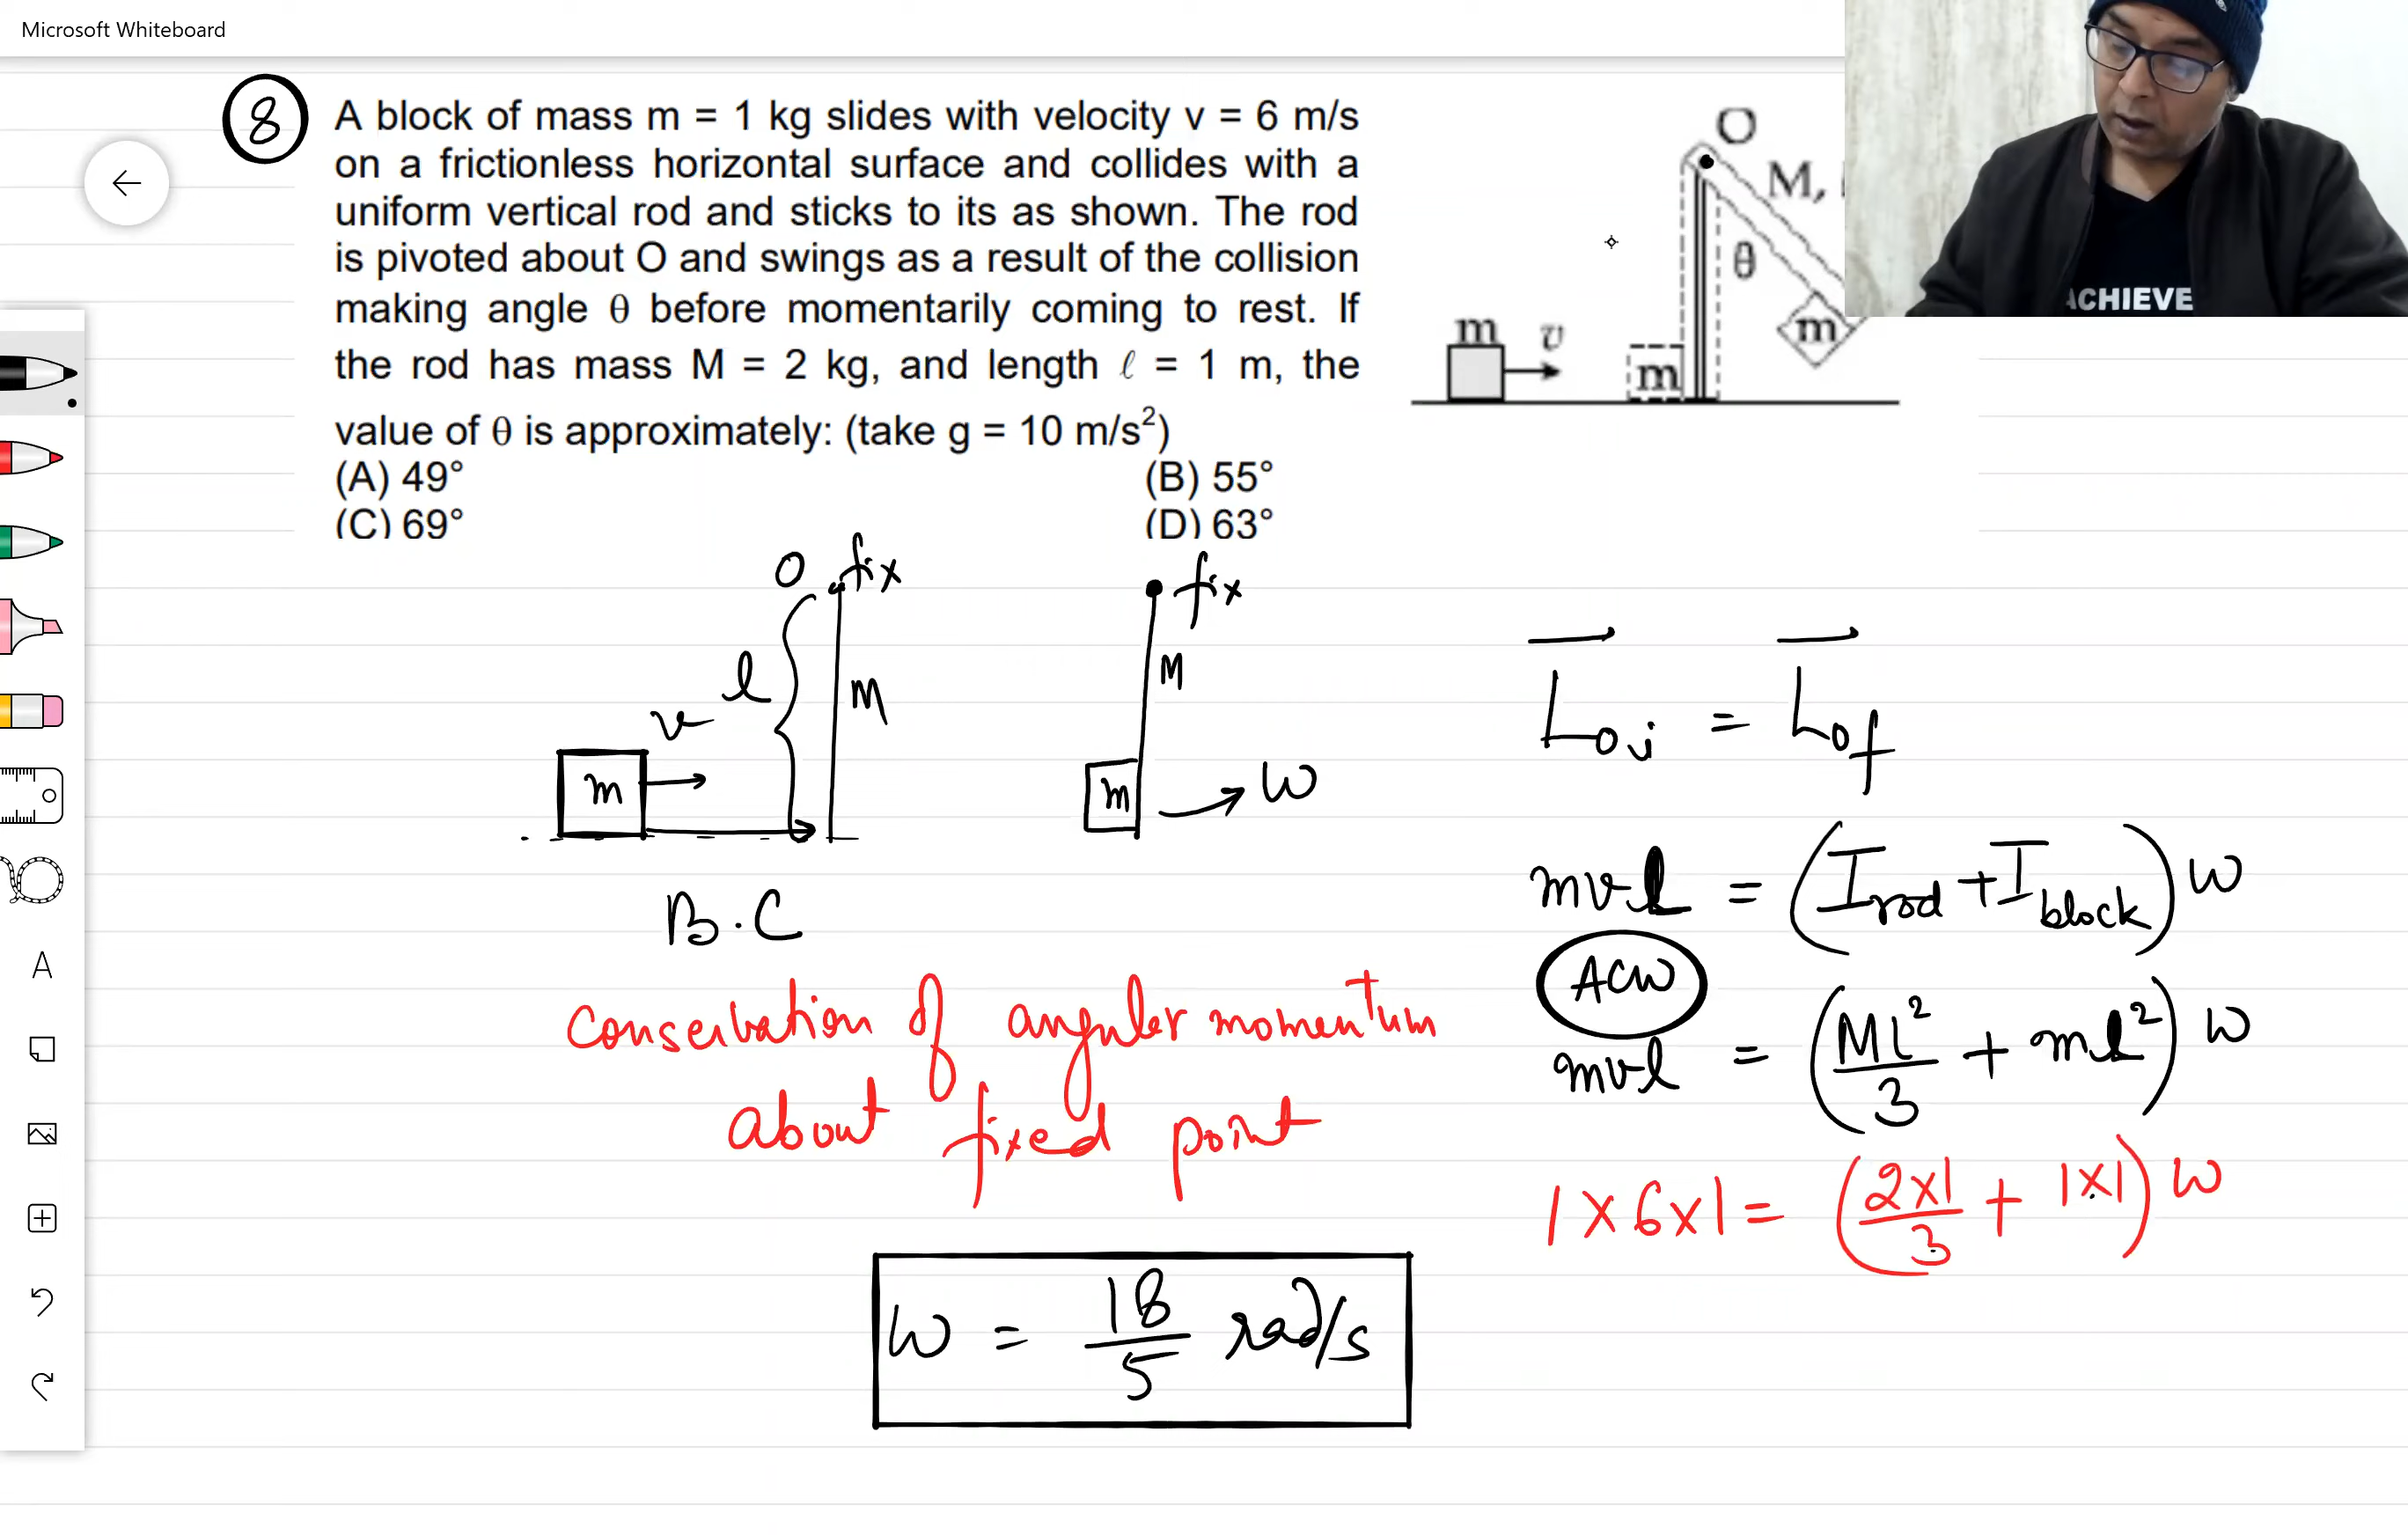 Microsoft Whiteboard
8
A block of mass m = 1 kg slides with velocity v = 6 m/s
on a frictionless horizontal surface and collides with a
uniform vertical rod and sticks to its as shown. The rod
is pivoted about O and swings as a result of the collision
making angle θ before momentarily coming to rest. If
the rod has mass M = 2 kg, and length ℓ = 1 m, the
value of θ is approximately: (take g = 10 m/s²)
(A) 49° (B) 55°
(C) 69° (D) 63°
O
M,
θ
m v
m
m
ACHIEVE
O fix
l
M
v
m
B.C
fix
M
m
ω
L₀ᵢ = L₀f
mvl = (I rod + I block) ω
ACW
mvl = (Ml²/3 + ml²) ω
1 × 6 × 1 = (2×1/3 + 1×1) ω
conservation of angular momentum
about fixed point
ω = 18/5 rad/s
A